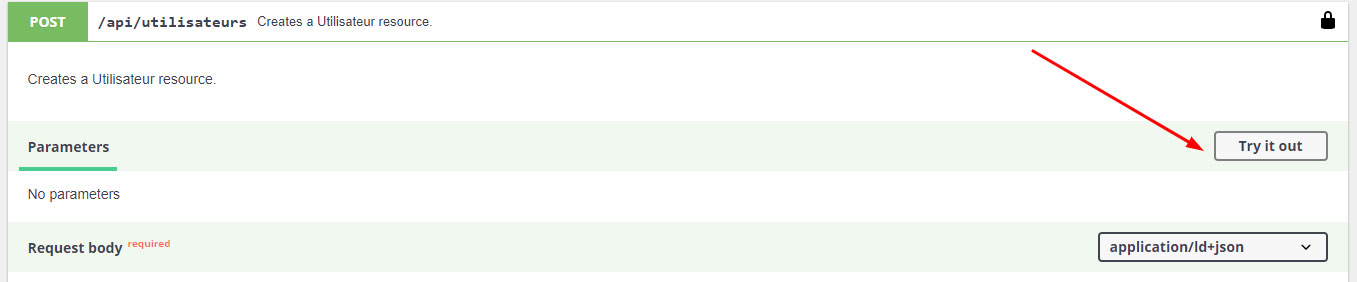 POST /api/utilisateurs Creates a Utilisateur resource.
Creates a Utilisateur resource.
Parameters Try it out
No parameters
Request body required application/ld+json